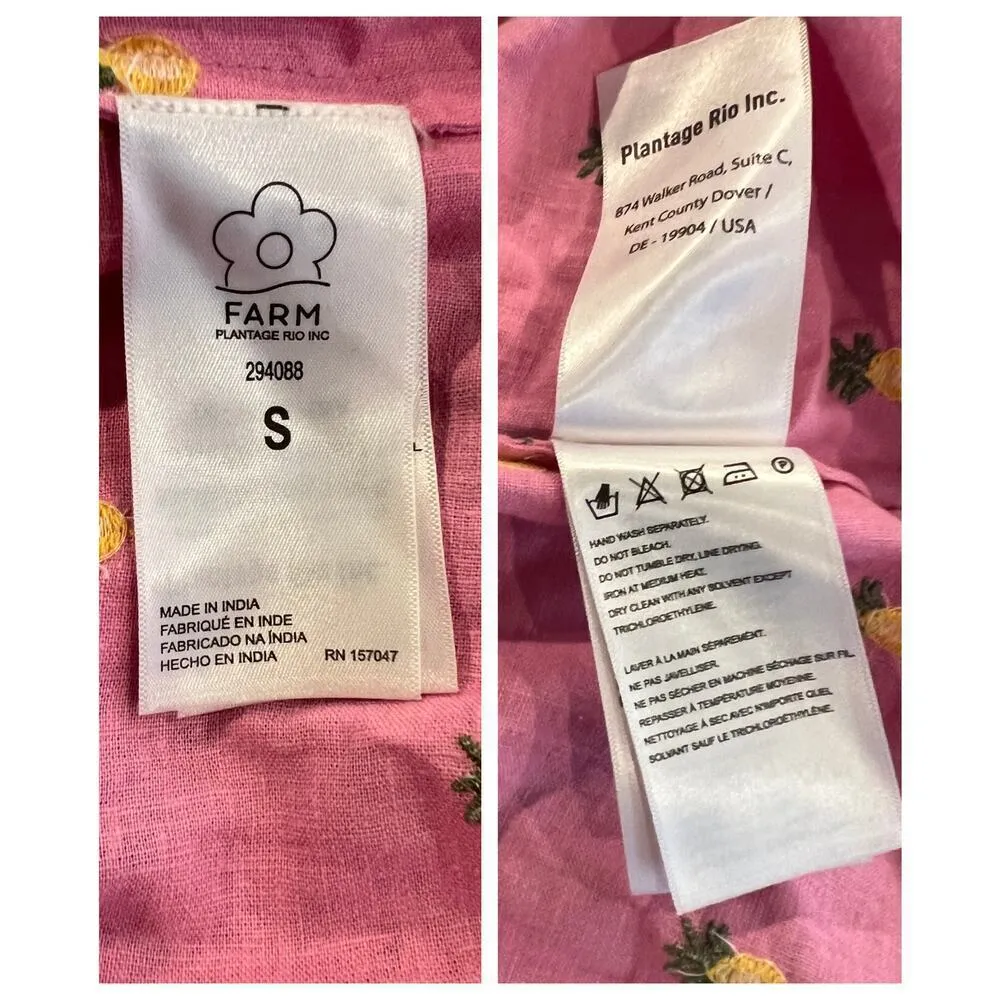 FARM
PLANTAGE RIO INC
294088
S
MADE IN INDIA
FABRIQUÉ EN INDE
FABRICADO NA ÍNDIA
HECHO EN INDIA
RN 157047
Plantage Rio Inc.
874 Walker Road, Suite C,
Kent County Dover /
DE - 19904 / USA
P
HAND WASH SEPARATELY.
DO NOT BLEACH.
DO NOT TUMBLE DRY, LINE DRYING.
IRON AT MEDIUM HEAT.
DRY CLEAN WITH ANY SOLVENT EXCEPT
TRICHLOROETHYLENE.
LAVER À LA MAIN SÉPARÉMENT.
NE PAS JAVELLISER.
NE PAS SÉCHER EN MACHINE SÉCHAGE SUR FIL.
REPASSER À TEMPÉRATURE MOYENNE.
NETTOYAGE À SEC AVEC N'IMPORTE QUEL
SOLVANT SAUF LE TRICHLOROÉTHYLÈNE.